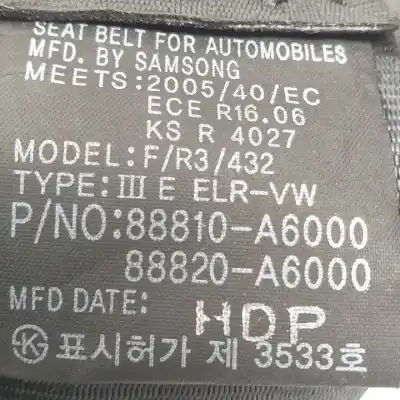 SEAT BELT FOR AUTOMOBILES
MFD. BY SAMSONG
MEETS:2005/40/EC
ECE R16.06
KS R 4027
MODEL:F/R3/432
TYPE:Ⅲ E ELR-VW
P/NO:88810-A6000
88820-A6000
MFD DATE: HDP
표시허가 제 3533호